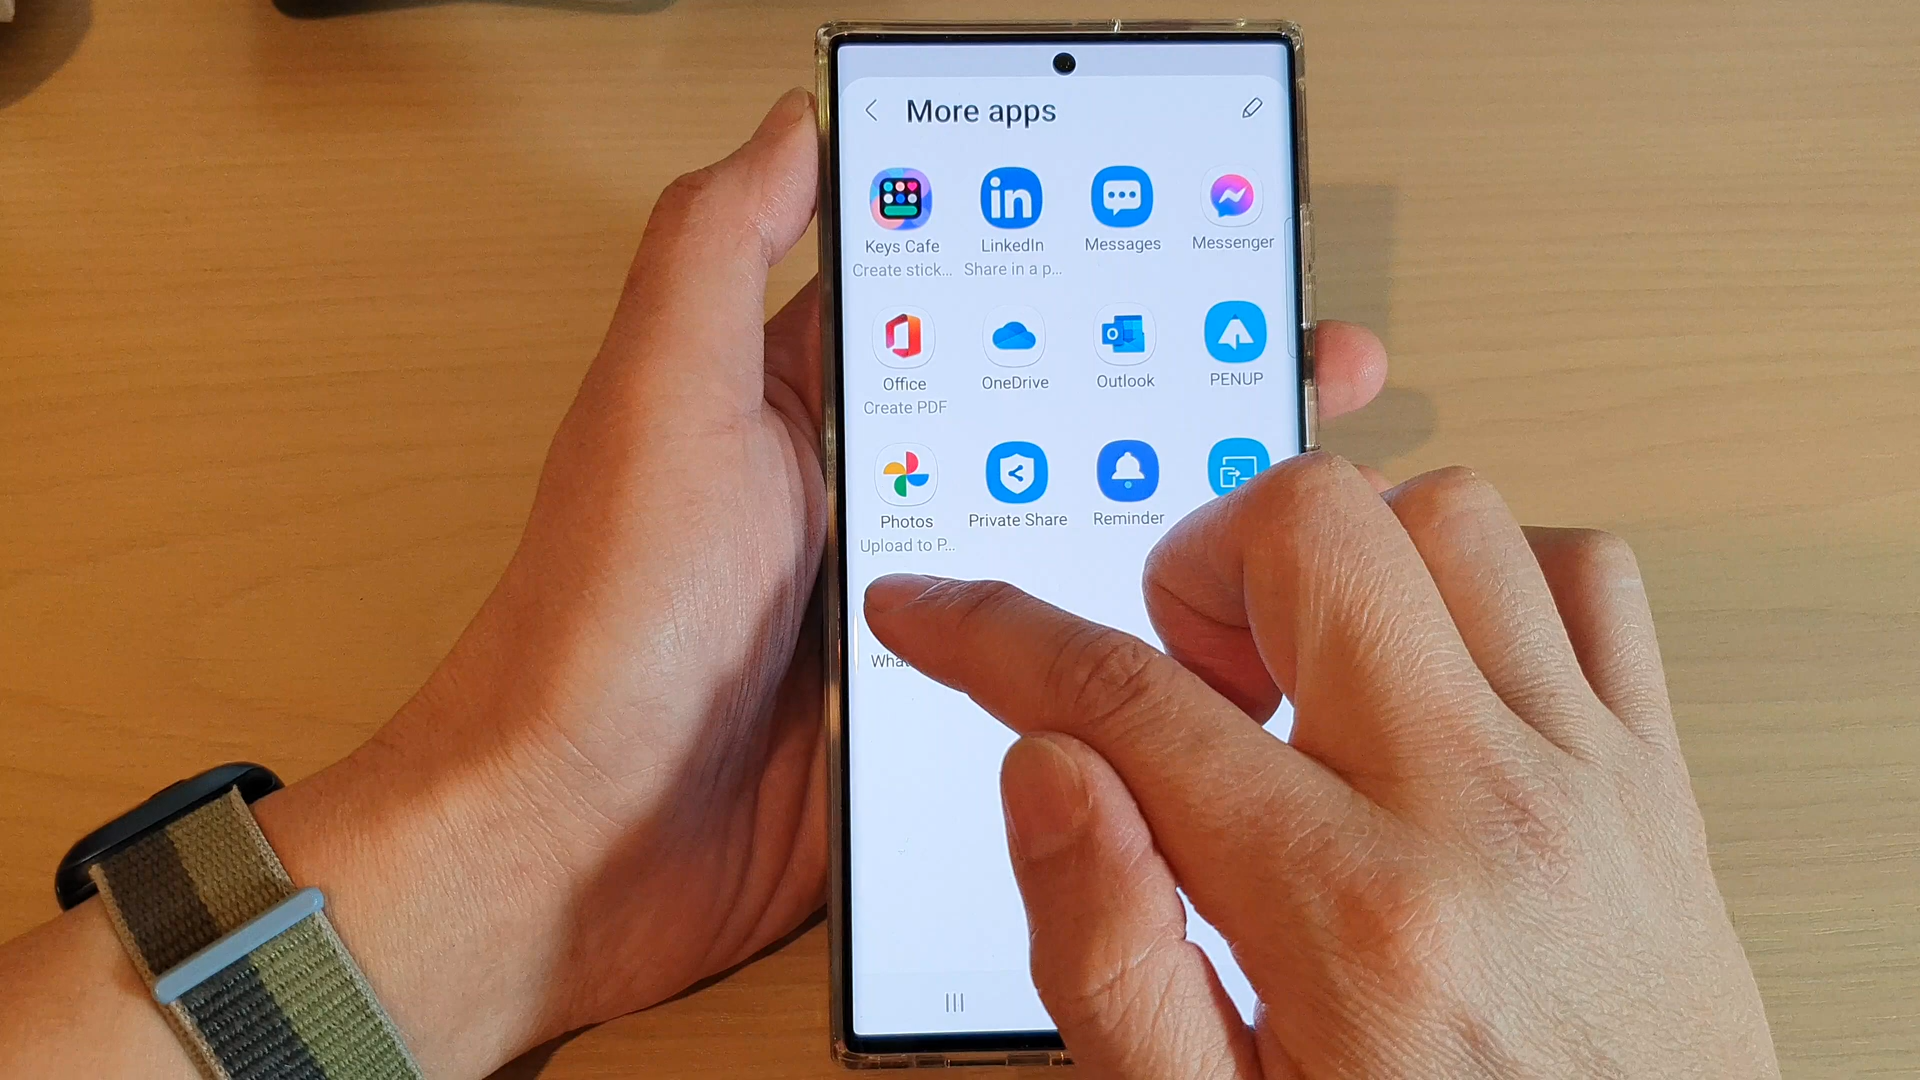 More apps
Keys Cafe LinkedIn Messages Messenger
Create stick... Share in a p...
Office OneDrive Outlook PENUP
Create PDF
Photos Private Share Reminder
Upload to P...